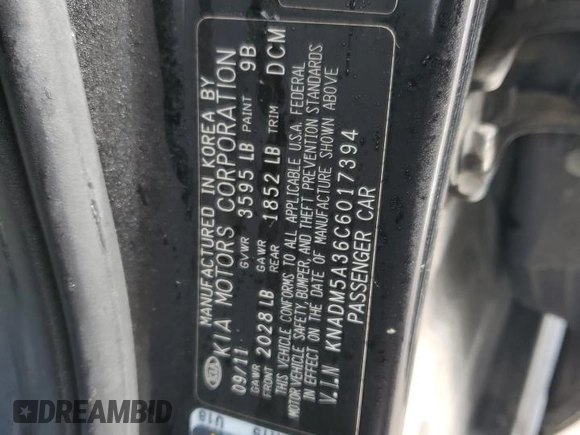 KIA
MANUFACTURED IN KOREA BY
KIA MOTORS CORPORATION
09/11 GVWR 3595 LB PAINT 9B
GAWR FRONT 2028 LB GAWR REAR 1852 LB TRIM DCM
THIS VEHICLE CONFORMS TO ALL APPLICABLE U.S.A. FEDERAL
MOTOR VEHICLE SAFETY, BUMPER, AND THEFT PREVENTION STANDARDS
IN EFFECT ON THE DATE OF MANUFACTURE SHOWN ABOVE
V.I.N KNADM5A36C6017394
PASSENGER CAR
U18
DREAMBID